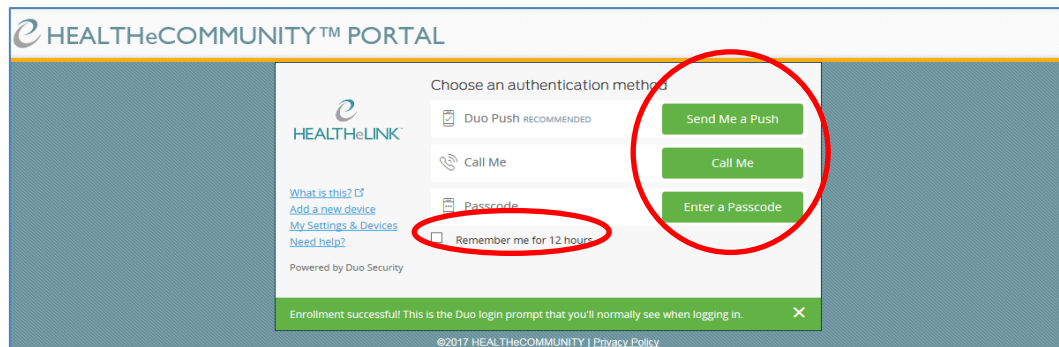 HEALTHeCOMMUNITY™ PORTAL
Choose an authentication method
HEALTHeLINK™
Duo Push RECOMMENDED
Send Me a Push
Call Me
Call Me
Passcode
Enter a Passcode
Remember me for 12 hours
What is this?
Add a new device
My Settings & Devices
Need help?
Powered by Duo Security
Enrollment successful! This is the Duo login prompt that you'll normally see when logging in.
©2017 HEALTHeCOMMUNITY | Privacy Policy